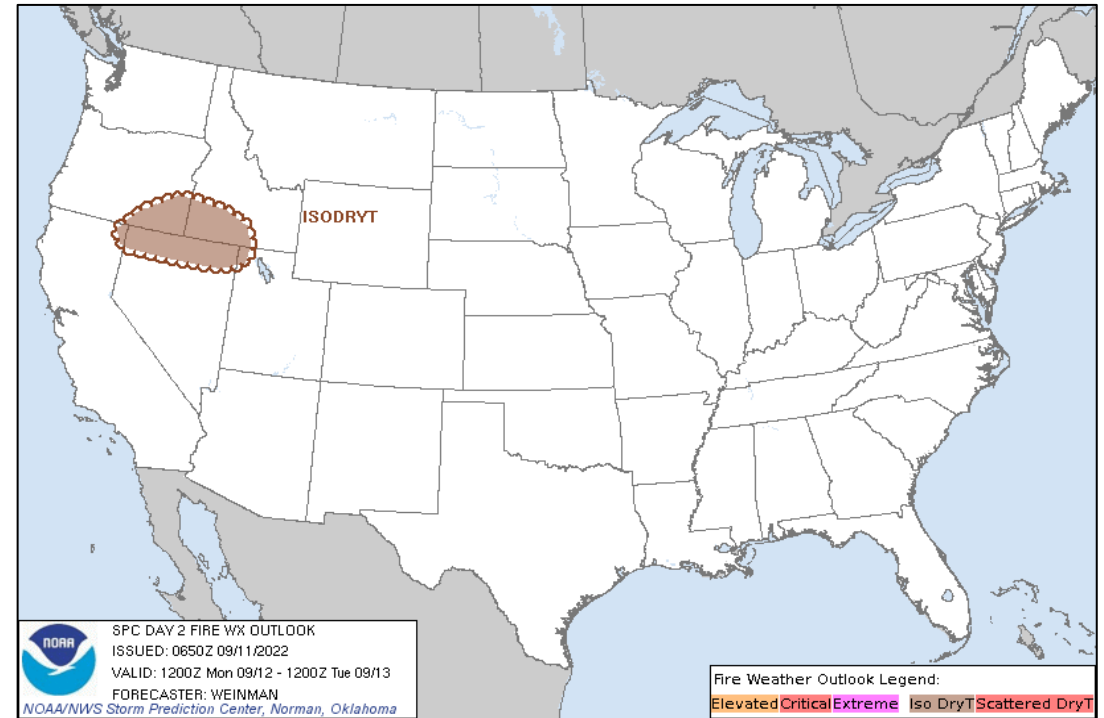 ISODRYT
NOAA
SPC DAY 2 FIRE WX OUTLOOK
ISSUED: 0650Z 09/11/2022
VALID: 1200Z Mon 09/12 - 1200Z Tue 09/13
FORECASTER: WEINMAN
NOAA/NWS Storm Prediction Center, Norman, Oklahoma
Fire Weather Outlook Legend:
Elevated Critical Extreme Iso DryT Scattered DryT